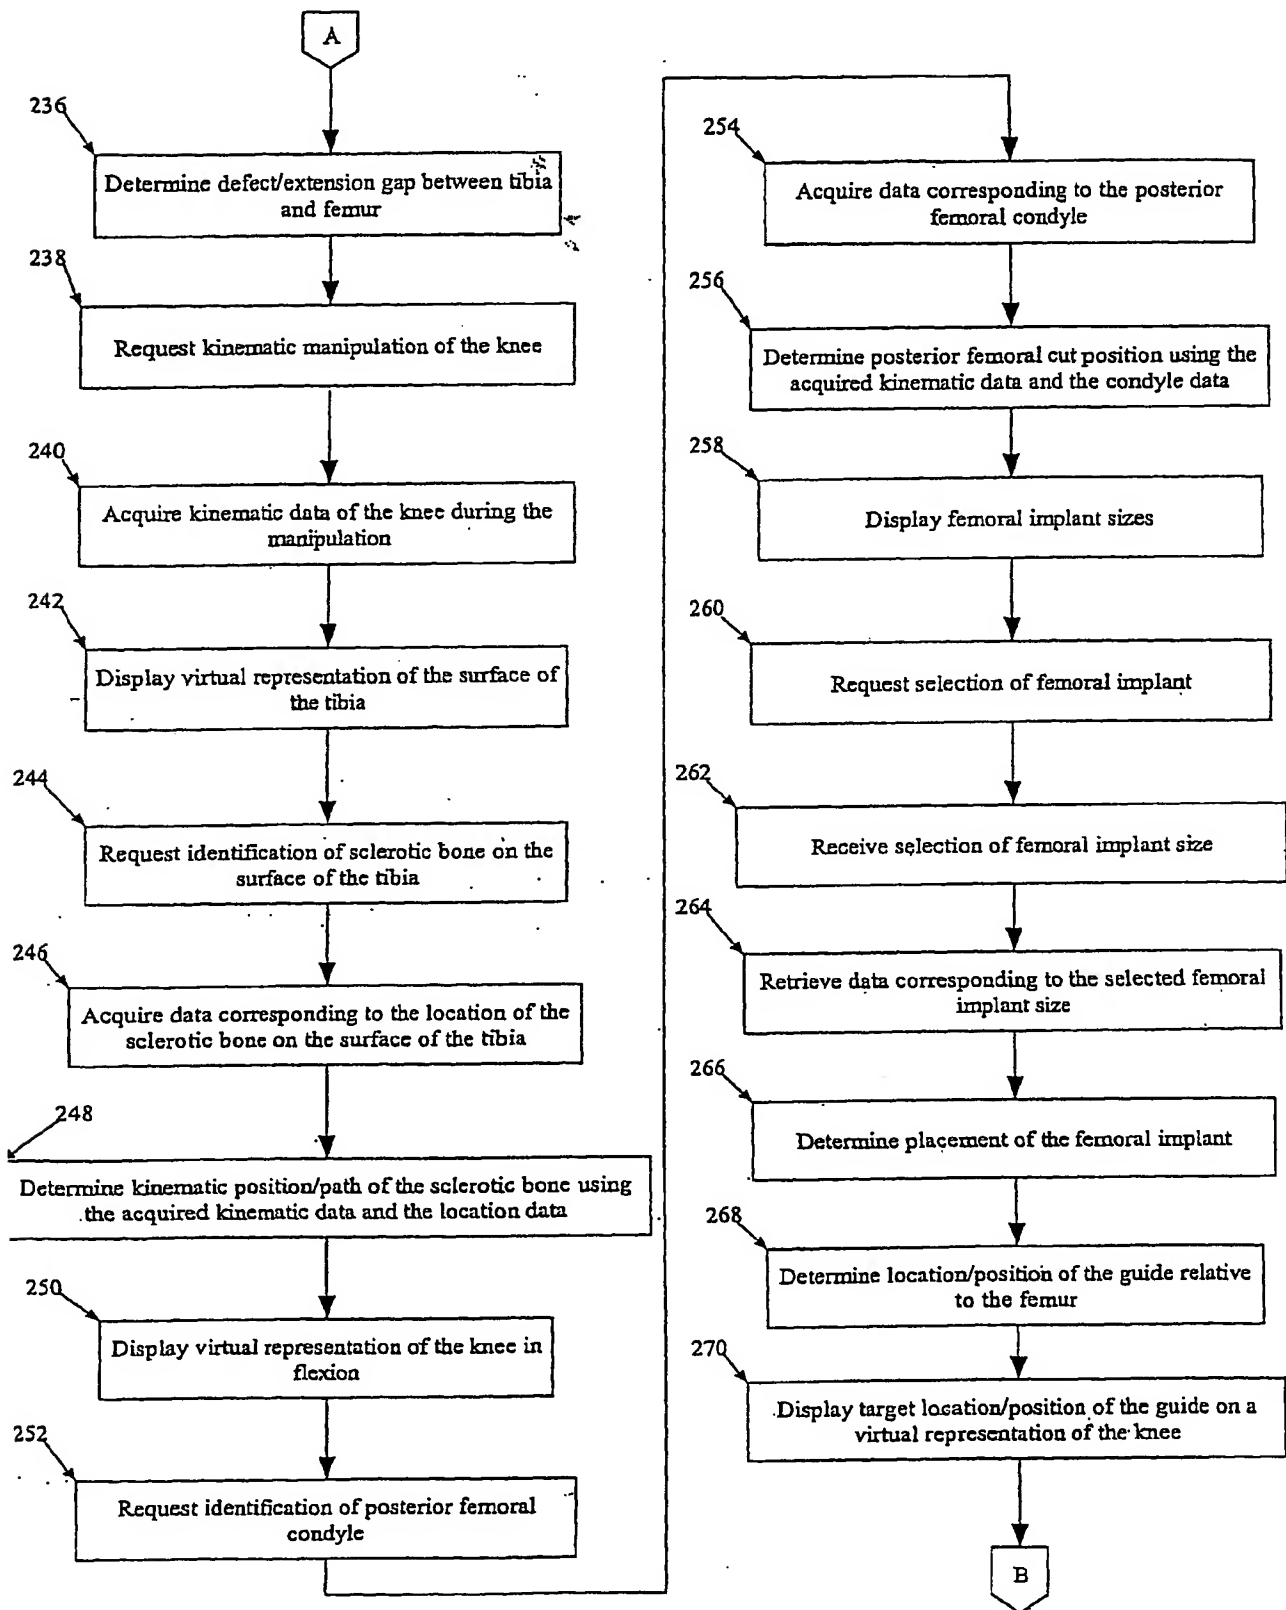 A
236
Determine defect/extension gap between tibia
and femur
238
Request kinematic manipulation of the knee
240
Acquire kinematic data of the knee during the
manipulation
242
Display virtual representation of the surface of
the tibia
244
Request identification of sclerotic bone on the
surface of the tibia
246
Acquire data corresponding to the location of the
sclerotic bone on the surface of the tibia
248
Determine kinematic position/path of the sclerotic bone using
the acquired kinematic data and the location data
250
Display virtual representation of the knee in
flexion
252
Request identification of posterior femoral
condyle
254
Acquire data corresponding to the posterior
femoral condyle
256
Determine posterior femoral cut position using the
acquired kinematic data and the condyle data
258
Display femoral implant sizes
260
Request selection of femoral implant
262
Receive selection of femoral implant size
264
Retrieve data corresponding to the selected femoral
implant size
266
Determine placement of the femoral implant
268
Determine location/position of the guide relative
to the femur
270
Display target location/position of the guide on a
virtual representation of the knee
B